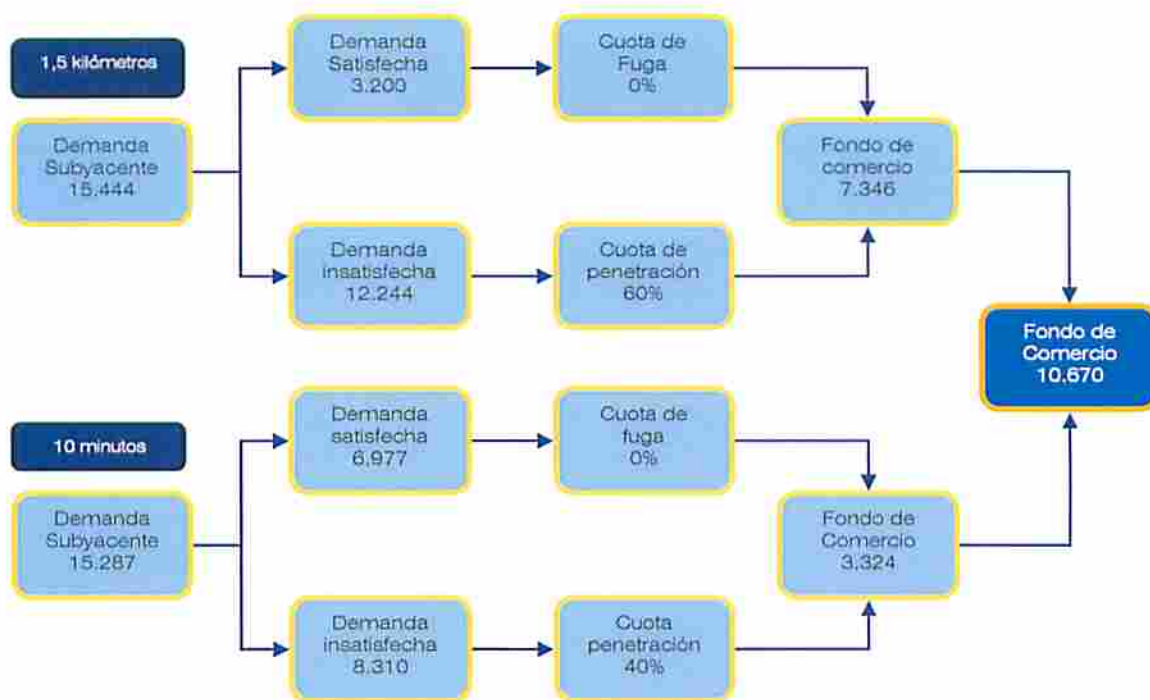 1,5 kilómetros
Demanda
Subyacente
15.444
Demanda
Satisfecha
3.200
Cuota de
Fuga
0%
Demanda
insatisfecha
12.244
Cuota de
penetración
60%
Fondo de
comercio
7.346
Fondo de
Comercio
10,670
10 minutos
Demanda
Subyacente
15.287
Demanda
satisfecha
6,977
Cuota de
fuga
0%
Demanda
insatisfecha
8.310
Cuota
penetración
40%
Fondo de
Comercio
3,324